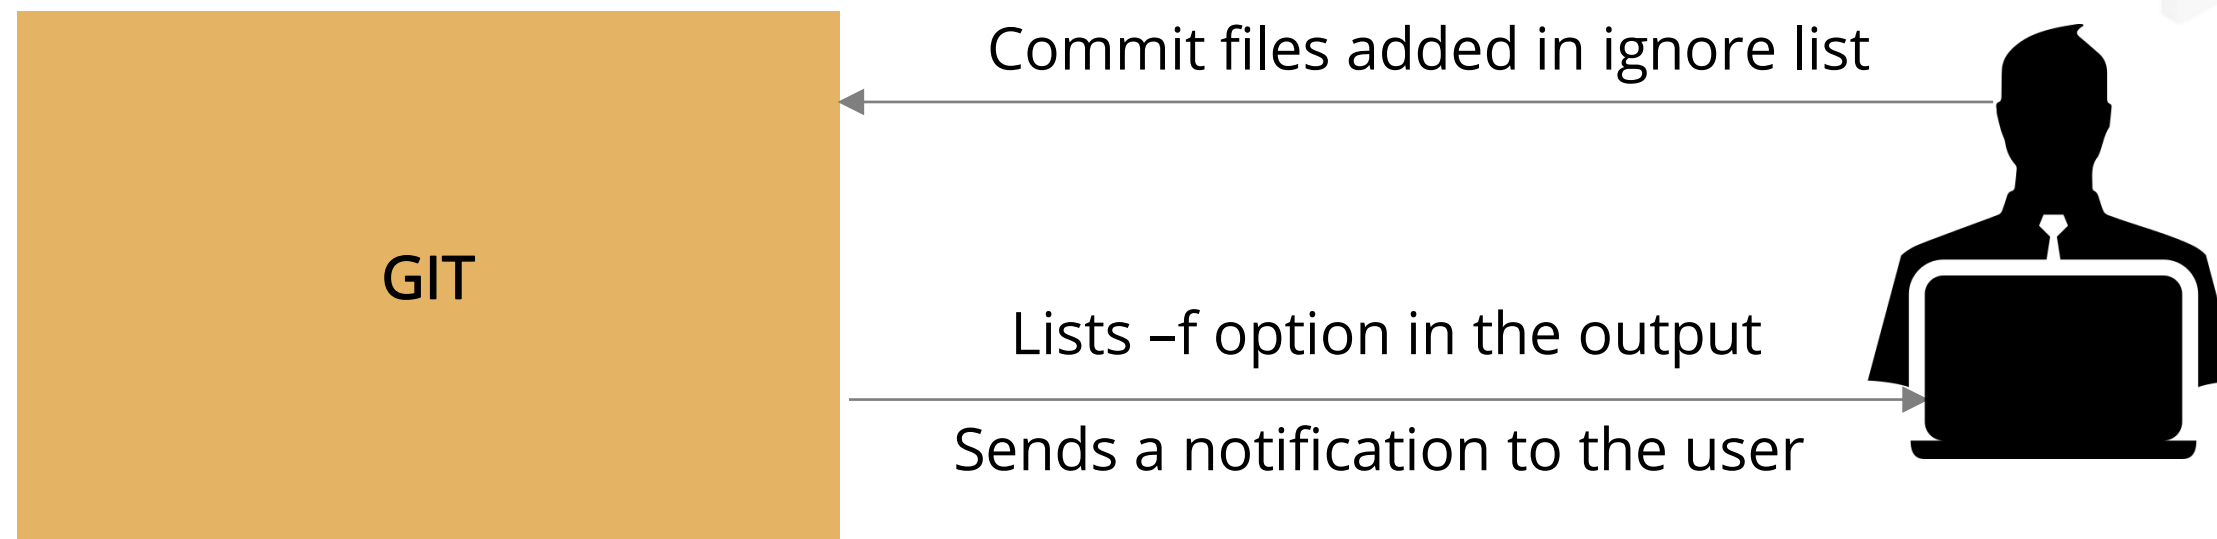 Commit files added in ignore list
GIT
Lists –f option in the output
Sends a notification to the user